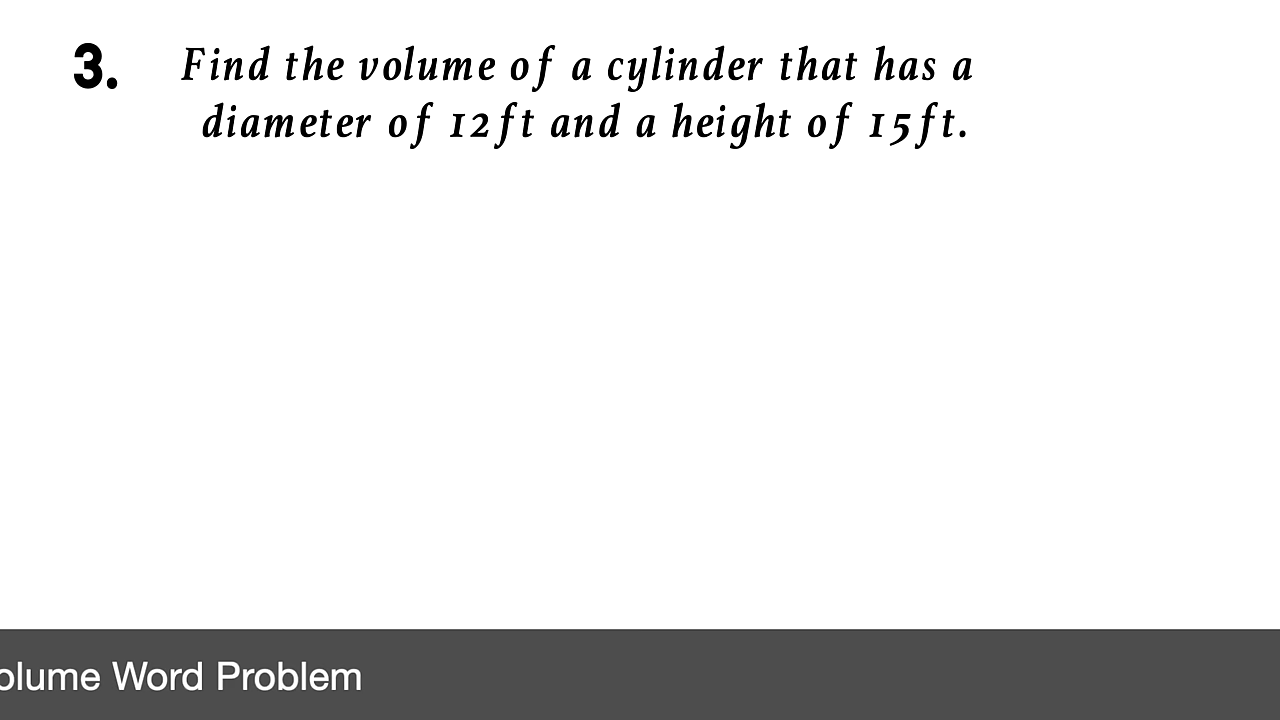 3. Find the volume of a cylinder that has a
diameter of 12ft and a height of 15ft.
olume Word Problem